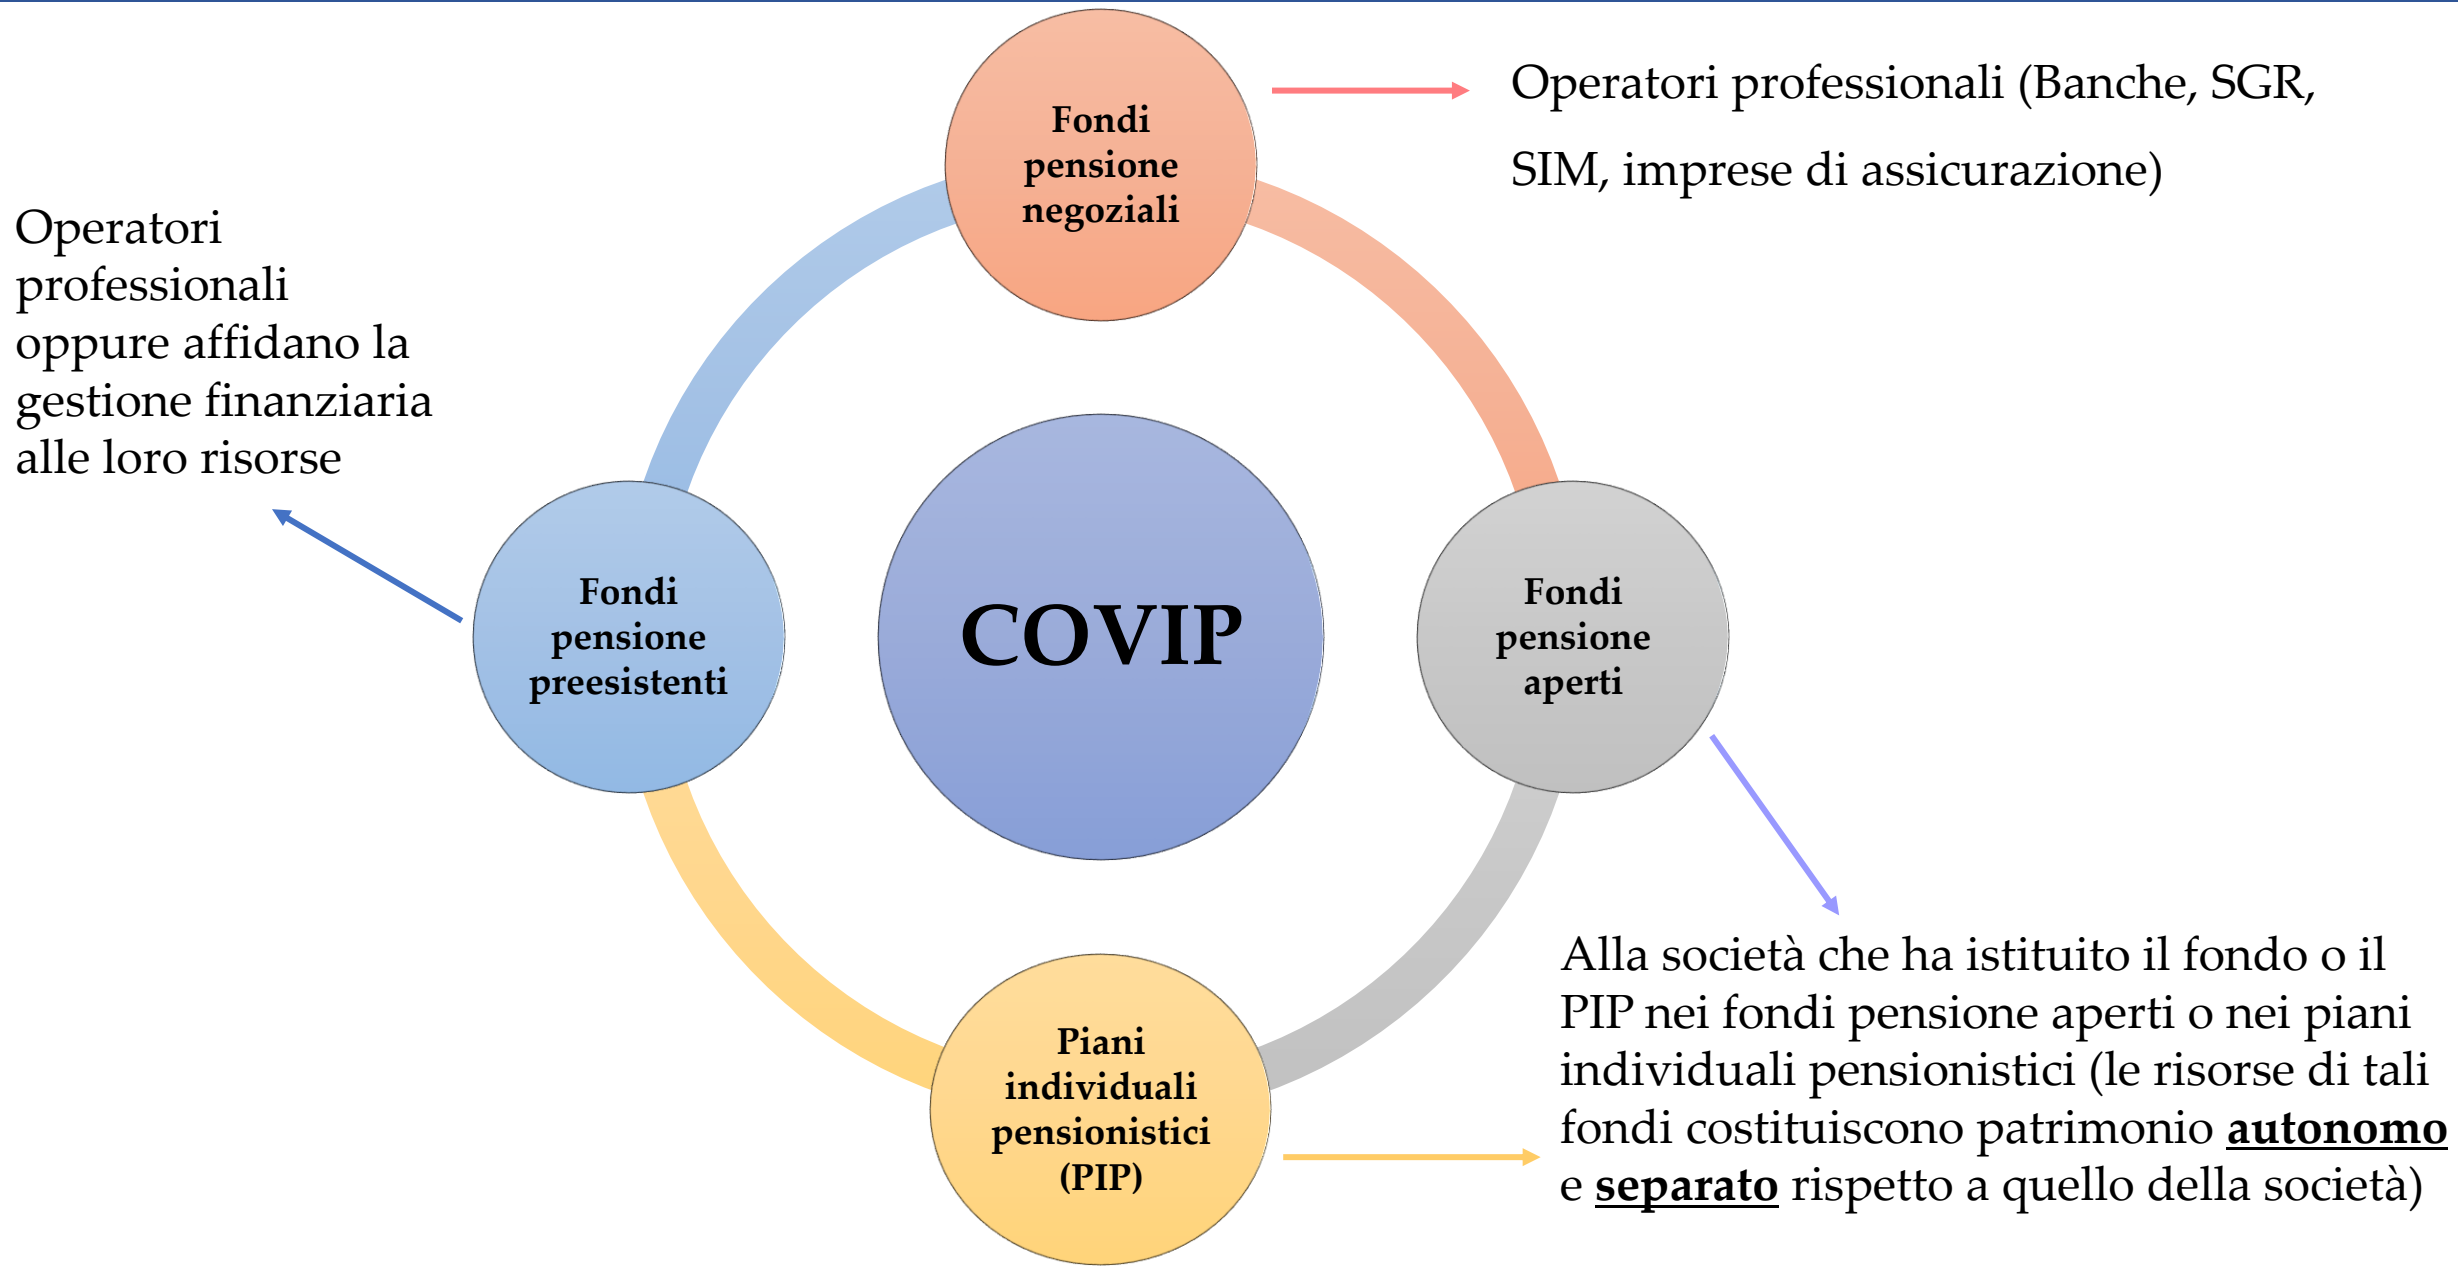 Fondi
pensione
negoziali
Operatori professionali (Banche, SGR,
SIM, imprese di assicurazione)
Operatori
professionali
oppure affidano la
gestione finanziaria
alle loro risorse
Fondi
pensione
preesistenti
COVIP
Fondi
pensione
aperti
Piani
individuali
pensionistici
(PIP)
Alla società che ha istituito il fondo o il
PIP nei fondi pensione aperti o nei piani
individuali pensionistici (le risorse di tali
fondi costituiscono patrimonio autonomo
e separato rispetto a quello della società)